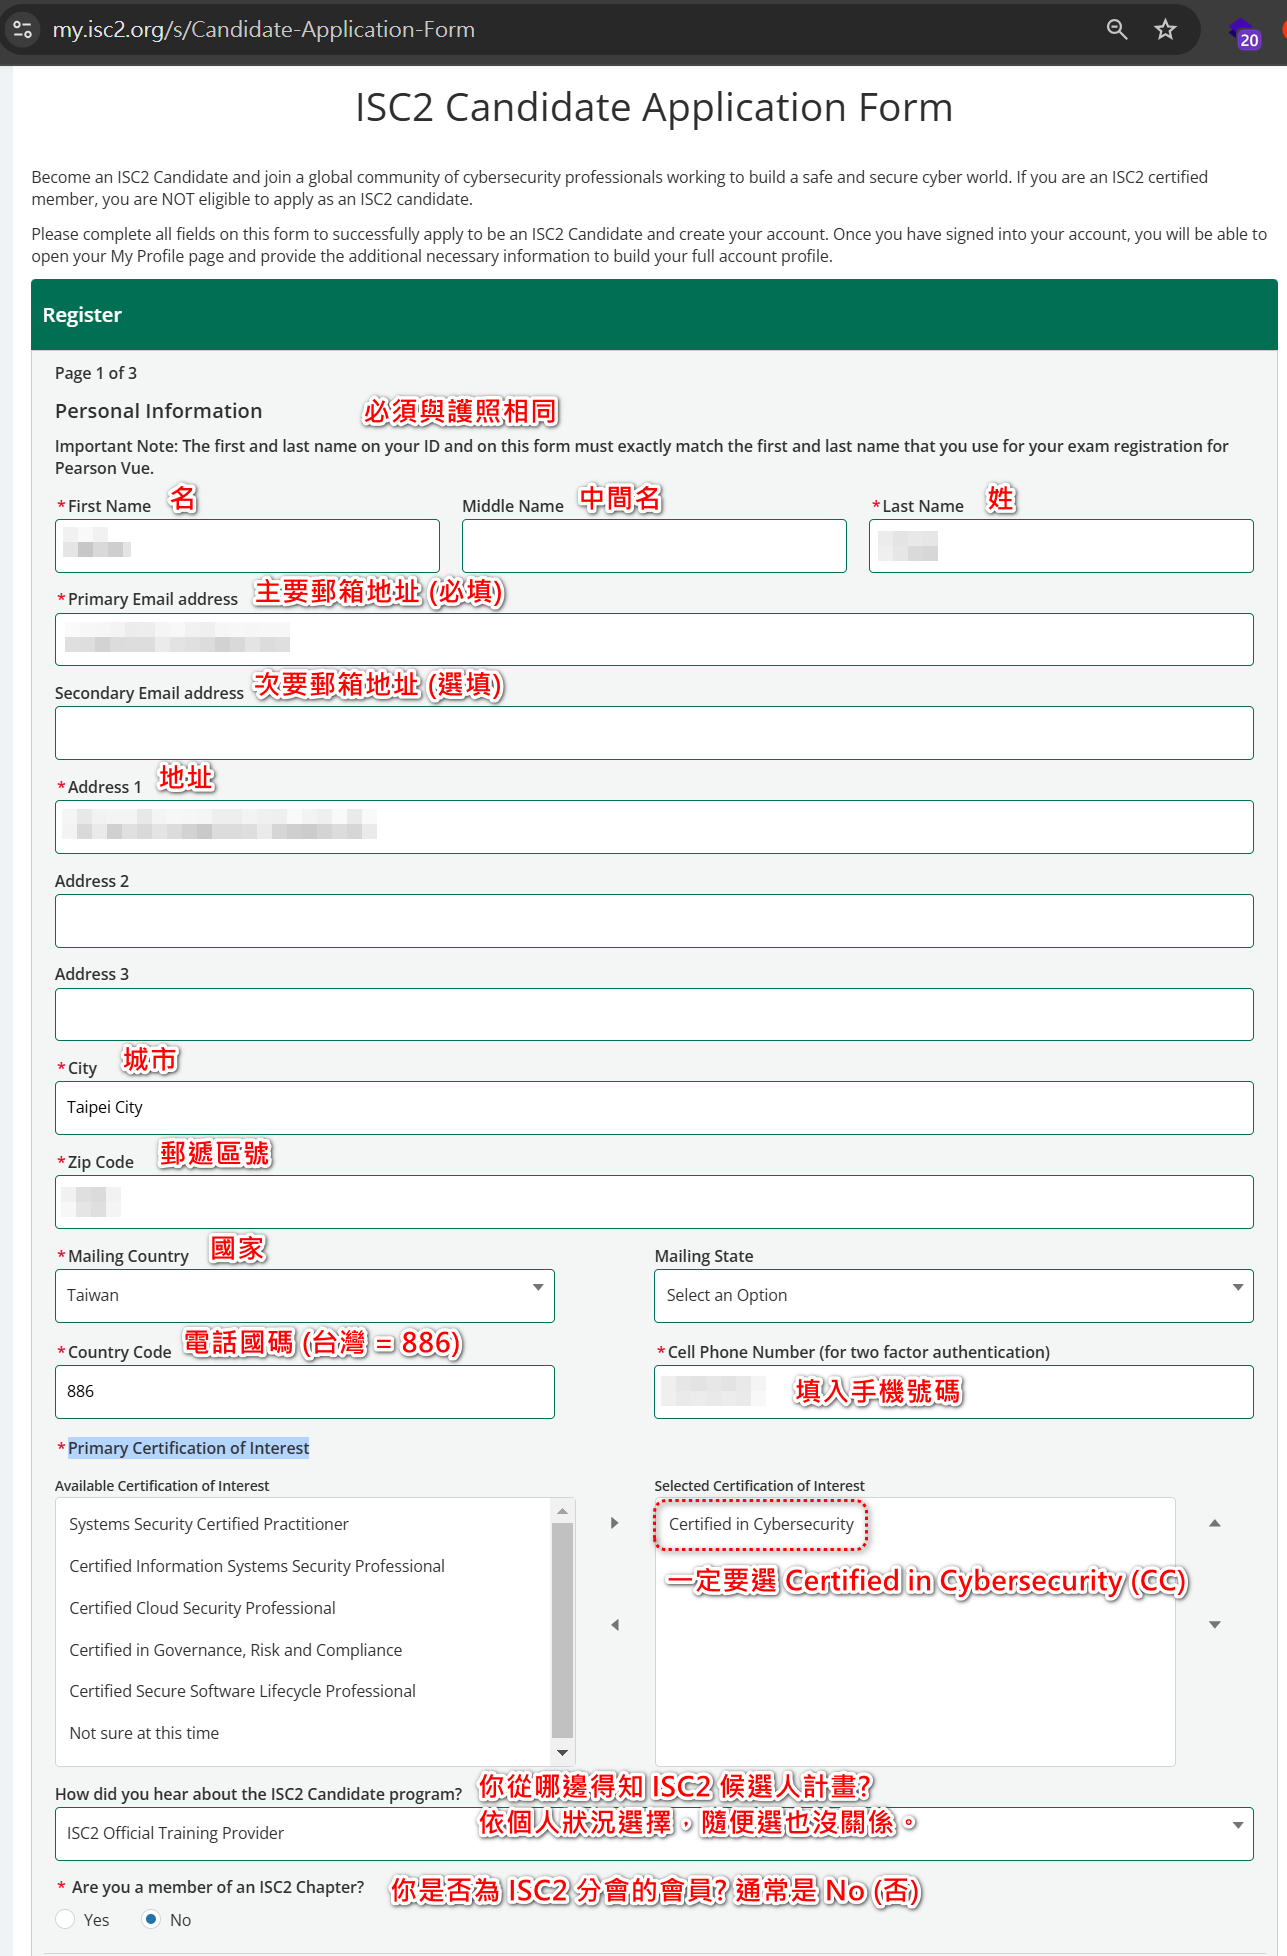 my.isc2.org/s/Candidate-Application-Form
20
ISC2 Candidate Application Form
Become an ISC2 Candidate and join a global community of cybersecurity professionals working to build a safe and secure cyber world. If you are an ISC2 certified
member, you are NOT eligible to apply as an ISC2 candidate.
Please complete all fields on this form to successfully apply to be an ISC2 Candidate and create your account. Once you have signed into your account, you will be able to
open your My Profile page and provide the additional necessary information to build your full account profile.
Register
Page 1 of 3
Personal Information 必須與護照相同
Important Note: The first and last name on your ID and on this form must exactly match the first and last name that you use for your exam registration for
Pearson Vue.
*First Name 名 Middle Name 中間名 *Last Name 姓
*Primary Email address 主要郵箱地址 (必填)
Secondary Email address 次要郵箱地址 (選填)
*Address 1 地址
Address 2
Address 3
*City 城市
Taipei City
*Zip Code 郵遞區號
*Mailing Country 國家 Mailing State
Taiwan Select an Option
*Country Code 電話國碼 (台灣 = 886) *Cell Phone Number (for two factor authentication)
886 填入手機號碼
*Primary Certification of Interest
Available Certification of Interest Selected Certification of Interest
Systems Security Certified Practitioner Certified in Cybersecurity
Certified Information Systems Security Professional 一定要選 Certified in Cybersecurity (CC)
Certified Cloud Security Professional
Certified in Governance, Risk and Compliance
Certified Secure Software Lifecycle Professional
Not sure at this time
How did you hear about the ISC2 Candidate program? 你從哪邊得知 ISC2 候選人計畫?
ISC2 Official Training Provider 依個人狀況選擇，隨便選也沒關係。
* Are you a member of an ISC2 Chapter? 你是否為 ISC2 分會的會員? 通常是 No (否)
Yes No